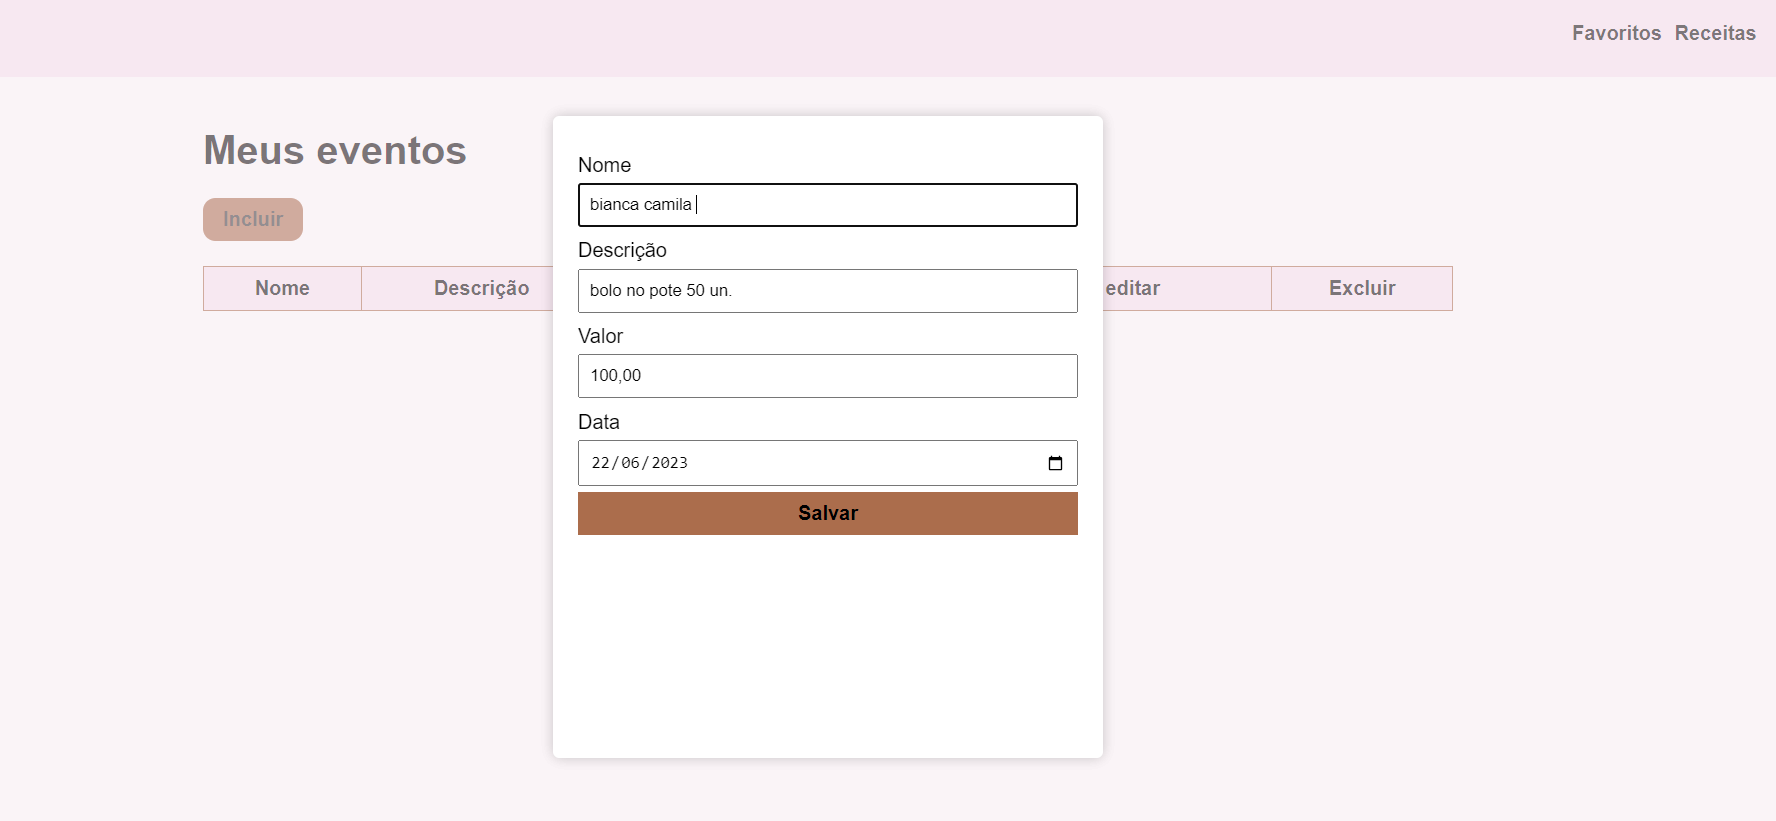 Favoritos Receitas
Meus eventos
Incluir
Nome Descrição editar Excluir
Nome
bianca camila
Descrição
bolo no pote 50 un.
Valor
100,00
Data
22/06/2023
Salvar